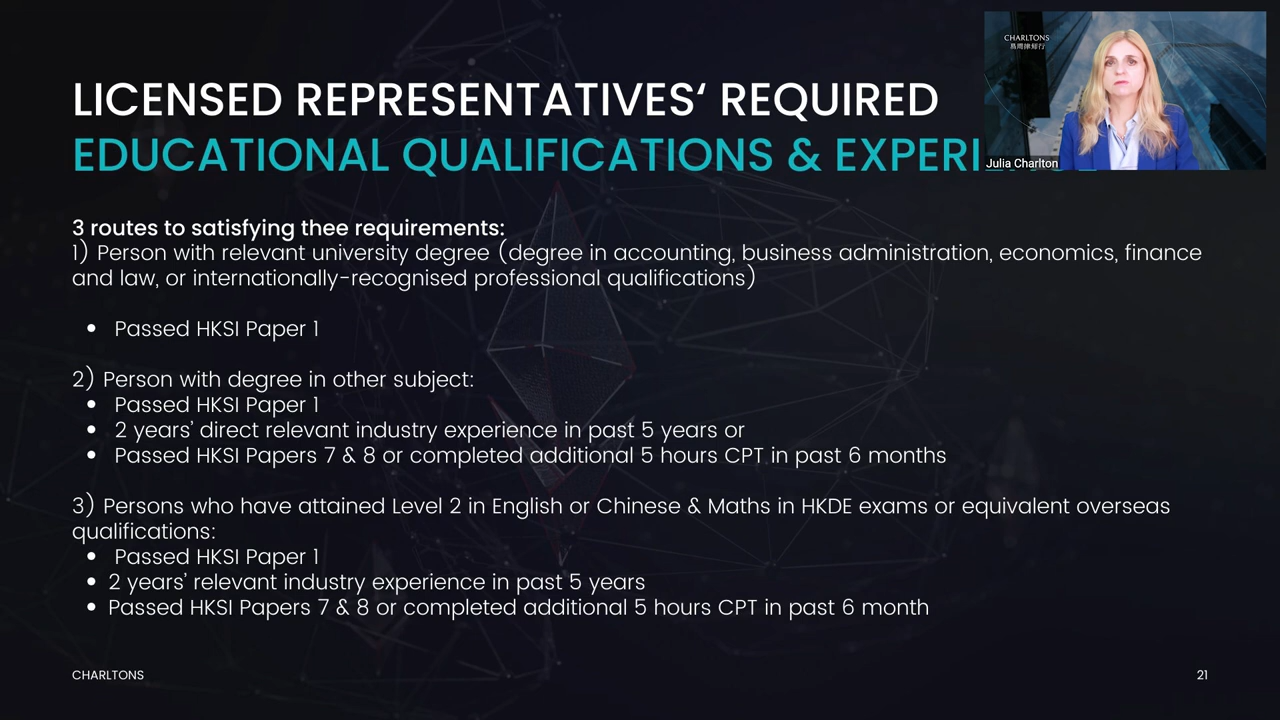 CHARLTONS
LICENSED REPRESENTATIVES‘ REQUIRED
EDUCATIONAL QUALIFICATIONS &
Julia Charlton
3 routes to satisfying thee requirements:
1) Person with relevant university degree (degree in accounting, business administration, economics, finance
and law, or internationally-recognised professional qualifications)
• Passed HKSI Paper 1
2) Person with degree in other subject:
• Passed HKSI Paper 1
• 2 years’ direct relevant industry experience in past 5 years or
• Passed HKSI Papers 7 & 8 or completed additional 5 hours CPT in past 6 months
3) Persons who have attained Level 2 in English or Chinese & Maths in HKDE exams or equivalent overseas
qualifications:
• Passed HKSI Paper 1
• 2 years’ relevant industry experience in past 5 years
• Passed HKSI Papers 7 & 8 or completed additional 5 hours CPT in past 6 month
CHARLTONS
21